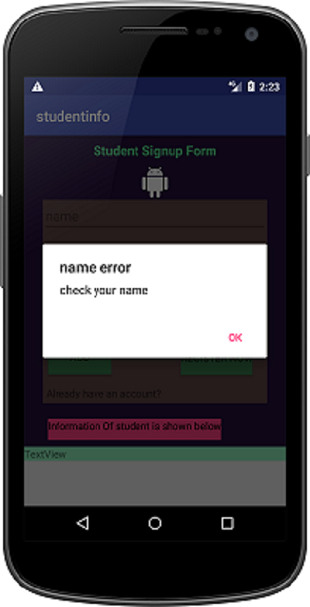 2:23
studentinfo
Student Signup Form
name
name error
check your name
OK
Already have an account?
Information Of student is shown below
TextView